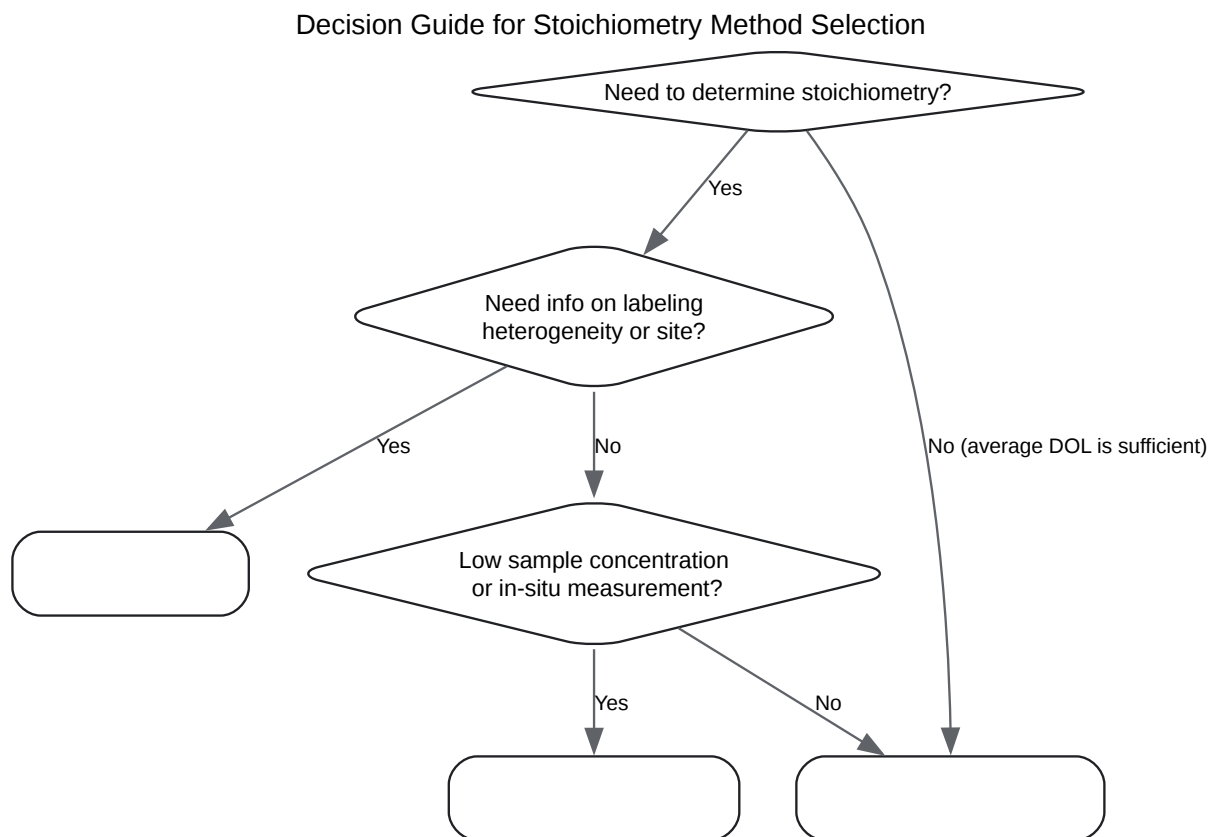 Decision Guide for Stoichiometry Method Selection
Need to determine stoichiometry?
Yes
Need info on labeling
heterogeneity or site?
Yes
No
No (average DOL is sufficient)
Low sample concentration
or in-situ measurement?
Yes
No